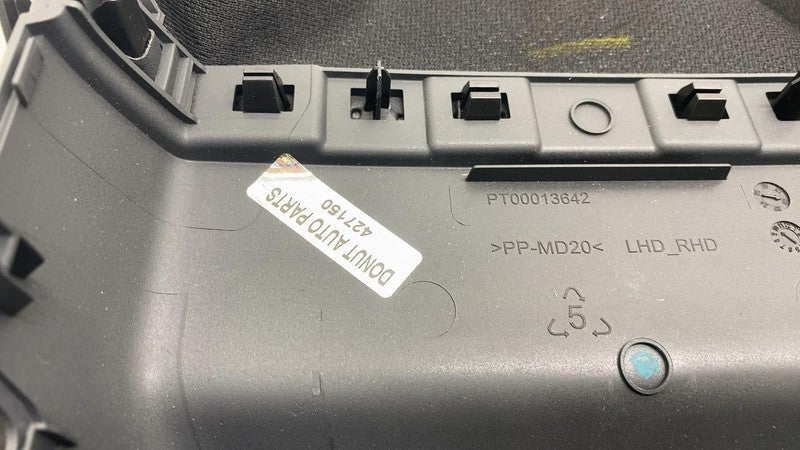 DONUT AUTO PARTS
427150
PT00013642
>PP-MD20< LHD_RHD
5